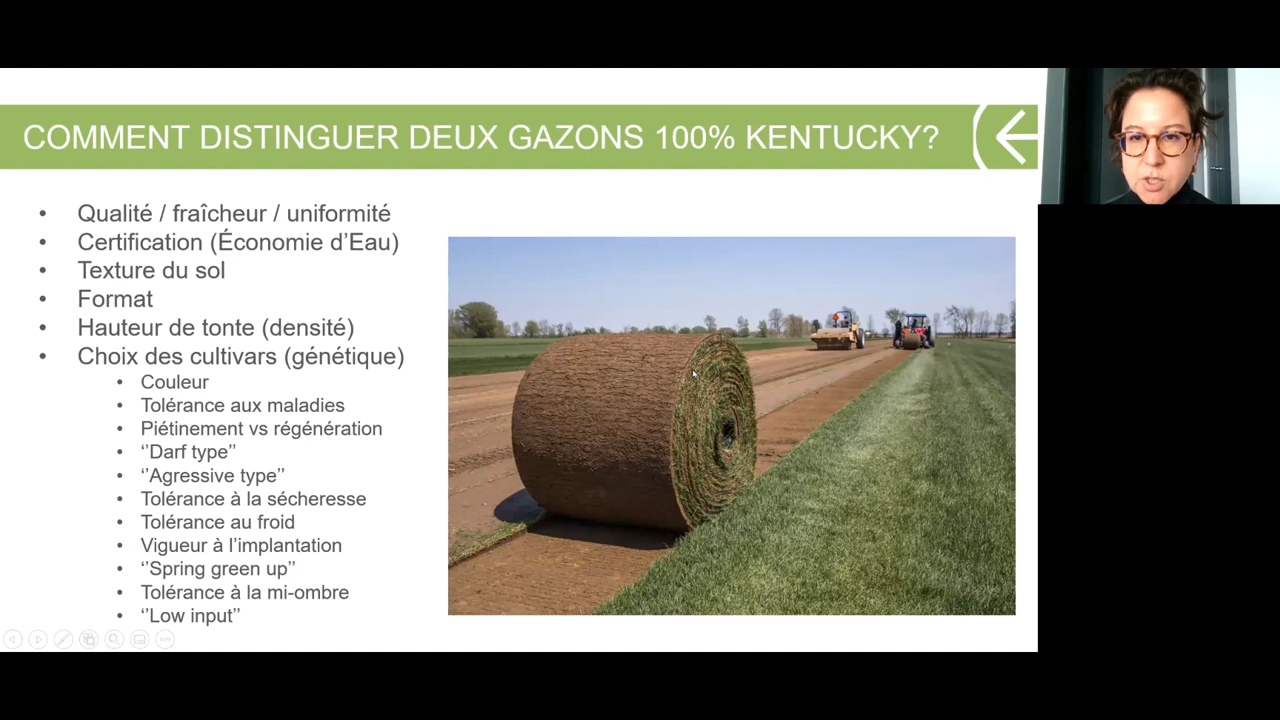 COMMENT DISTINGUER DEUX GAZONS 100% KENTUCKY?
• Qualité / fraîcheur / uniformité
• Certification (Économie d’Eau)
• Texture du sol
• Format
• Hauteur de tonte (densité)
• Choix des cultivars (génétique)
• Couleur
• Tolérance aux maladies
• Piétinement vs régénération
• ‘’Darf type’’
• ‘’Agressive type’’
• Tolérance à la sécheresse
• Tolérance au froid
• Vigueur à l’implantation
• ‘’Spring green up’’
• Tolérance à la mi-ombre
• ‘’Low input’’